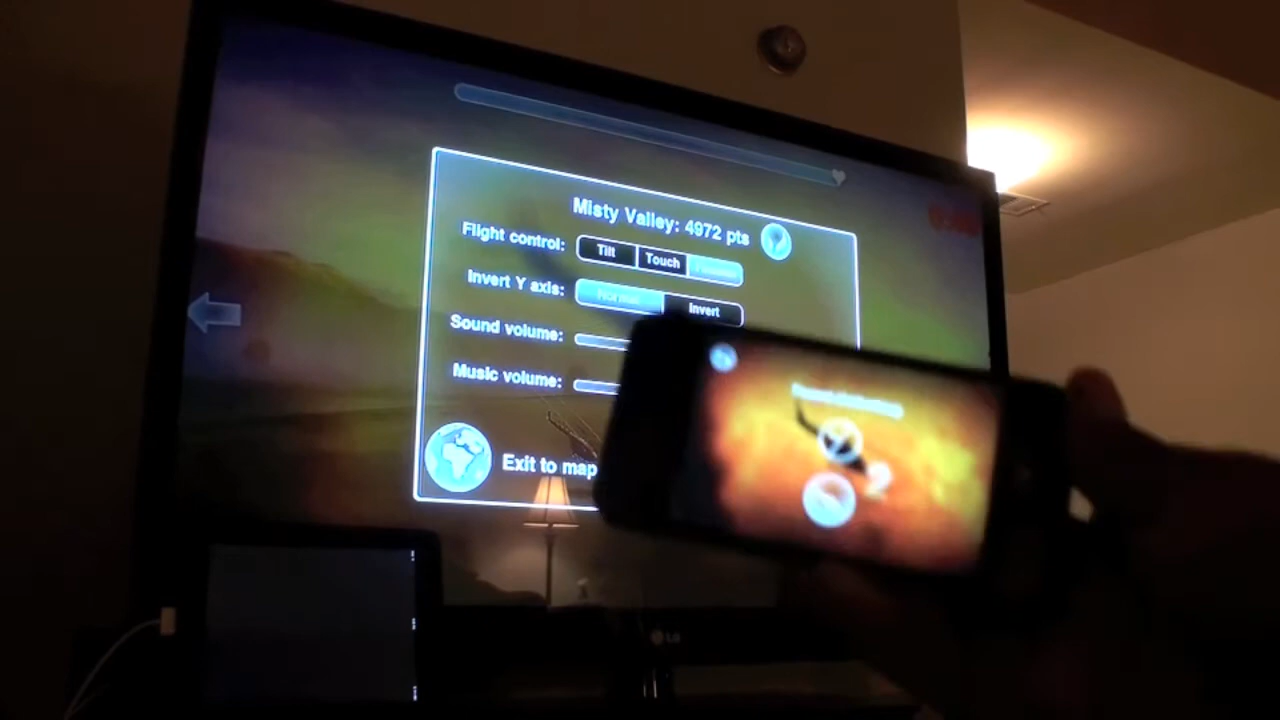 Misty Valley: 4972 pts
Flight control: Tilt Touch
Invert Y axis: Normal Invert
Sound volume:
Music volume:
Exit to map
LG